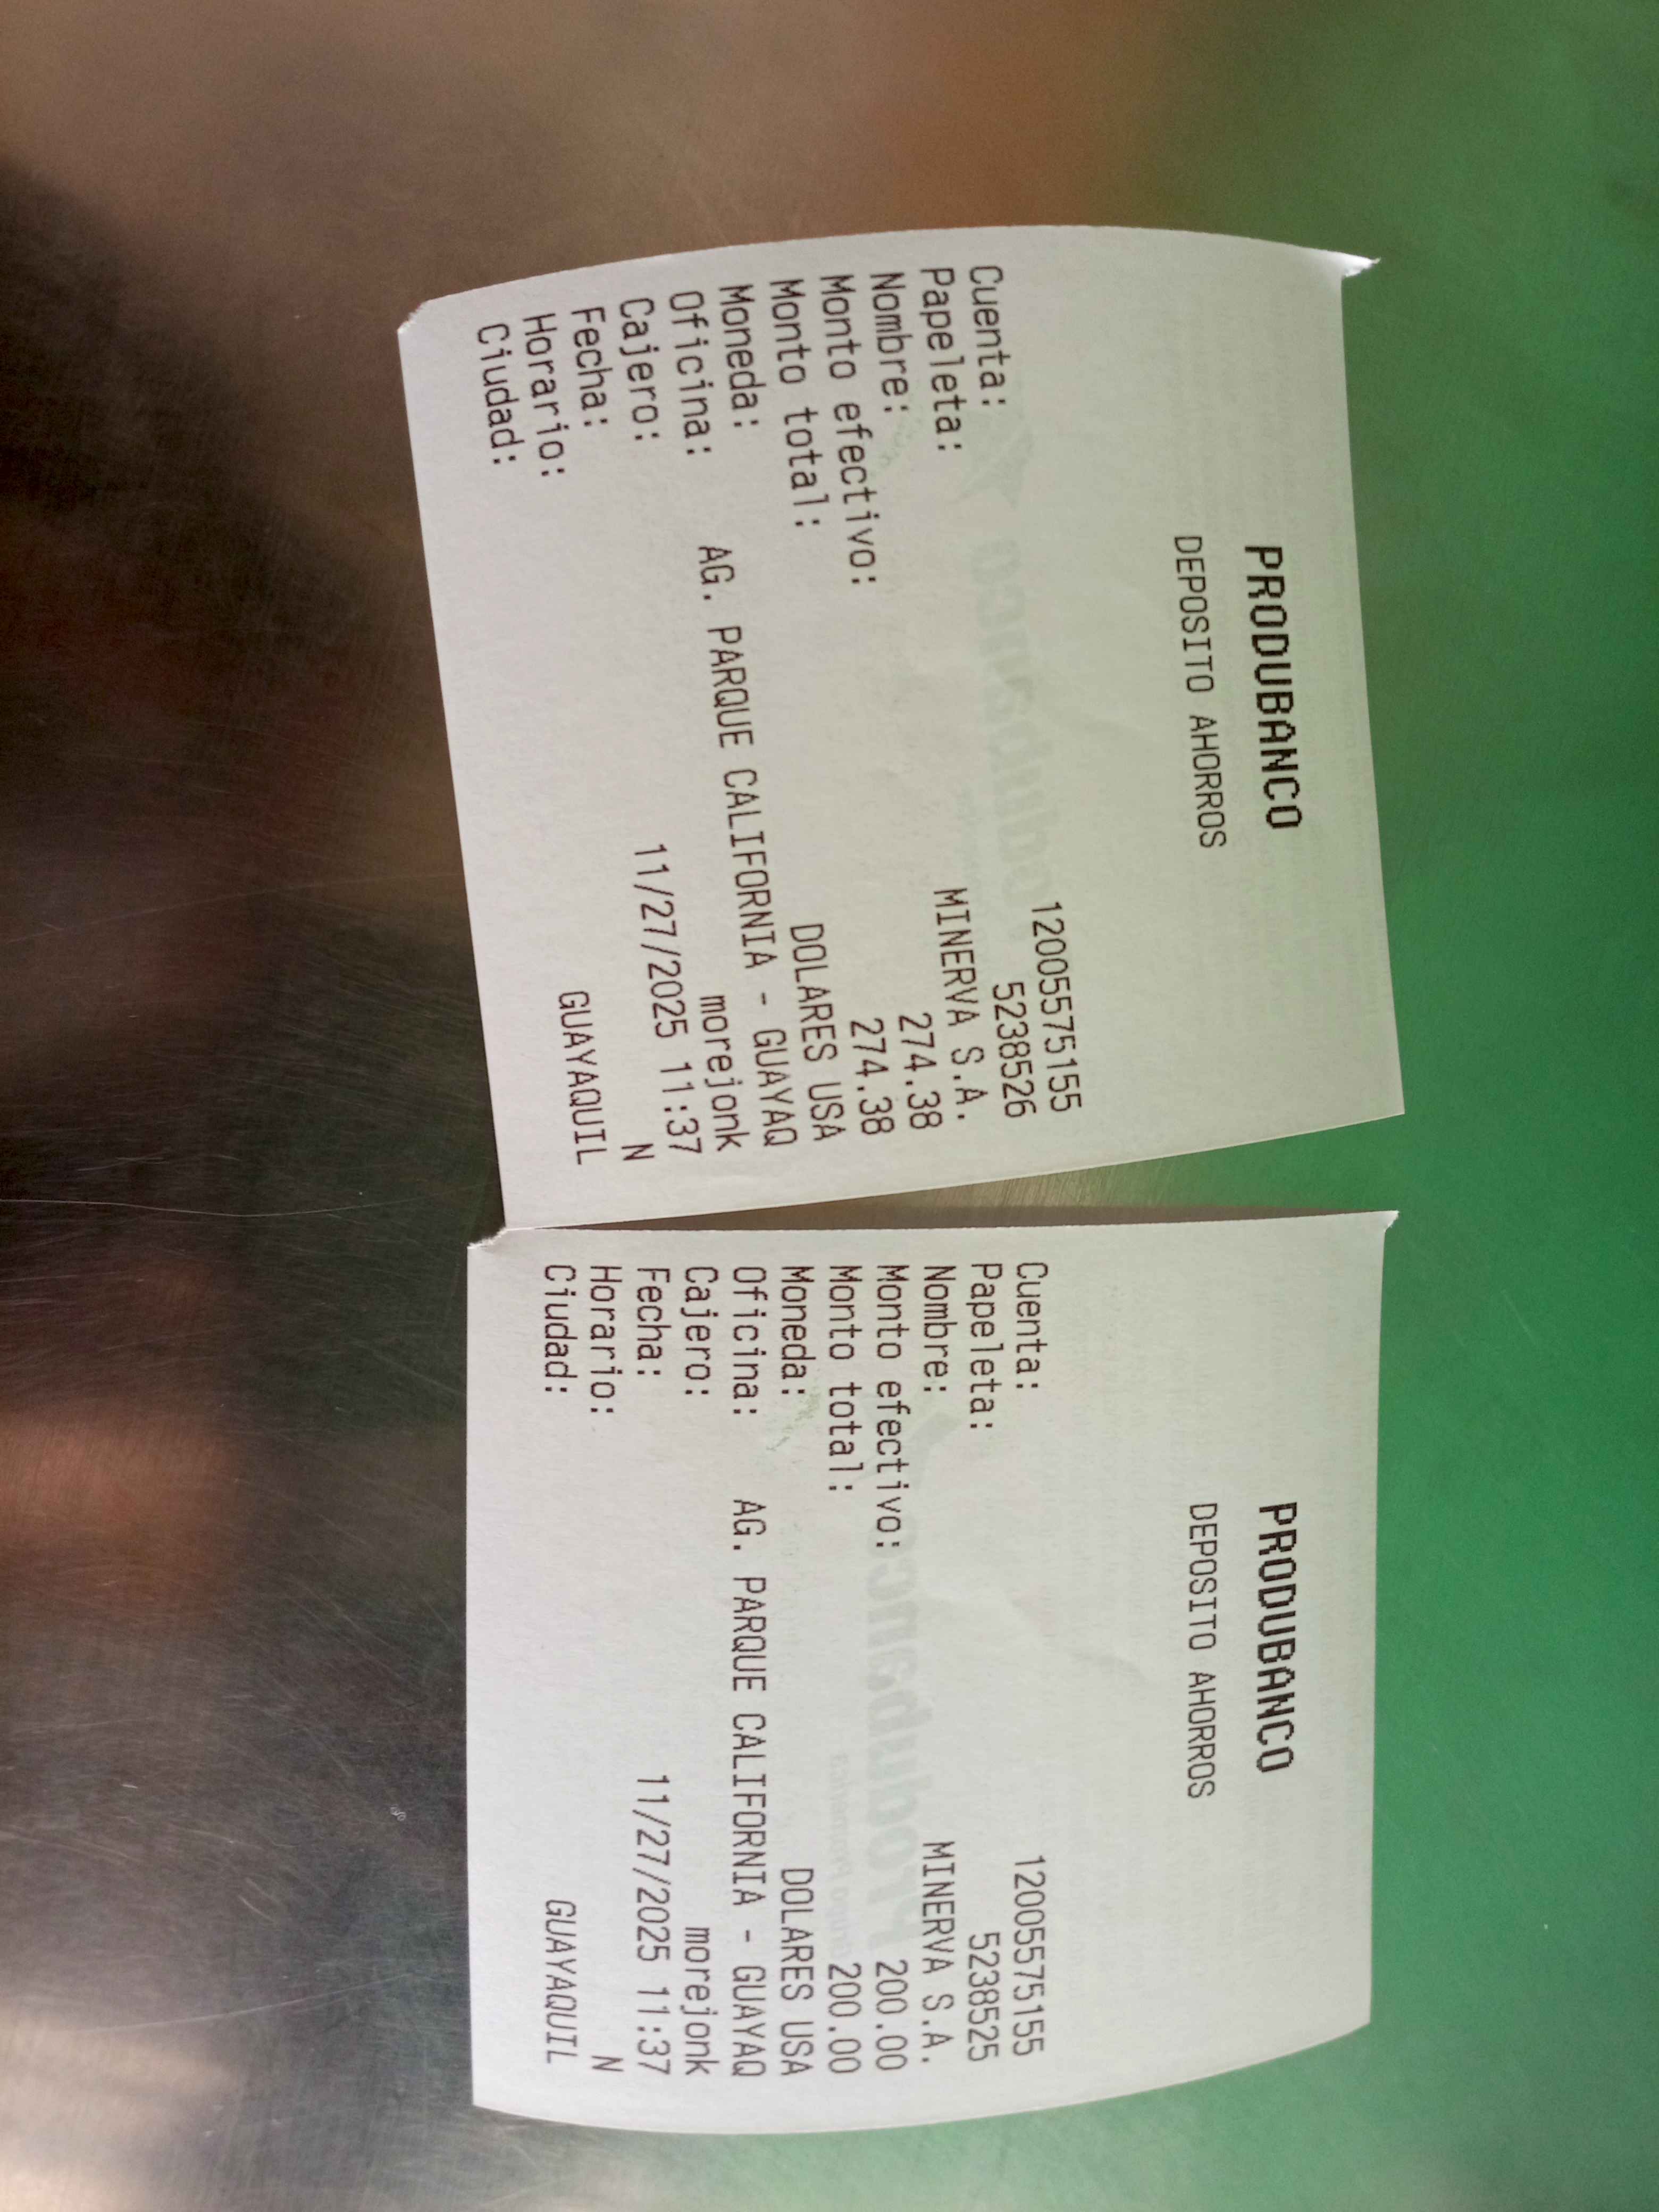 PRODUBANCO
DEPOSITO AHORROS
Cuenta: 12005575155
Papeleta: 5238526
Nombre: MINERVA S.A.
Monto efectivo: 274.38
Monto total: 274.38
Moneda: DOLARES USA
Oficina: AG. PARQUE CALIFORNIA - GUAYAQ
Cajero: morejonk
Fecha: 11/27/2025 11:37
Horario: N
Ciudad: GUAYAQUIL
PRODUBANCO
DEPOSITO AHORROS
Cuenta: 12005575155
Papeleta: 5238525
Nombre: MINERVA S.A.
Monto efectivo: 200.00
Monto total: 200.00
Moneda: DOLARES USA
Oficina: AG. PARQUE CALIFORNIA - GUAYAQ
Cajero: morejonk
Fecha: 11/27/2025 11:37
Horario: N
Ciudad: GUAYAQUIL